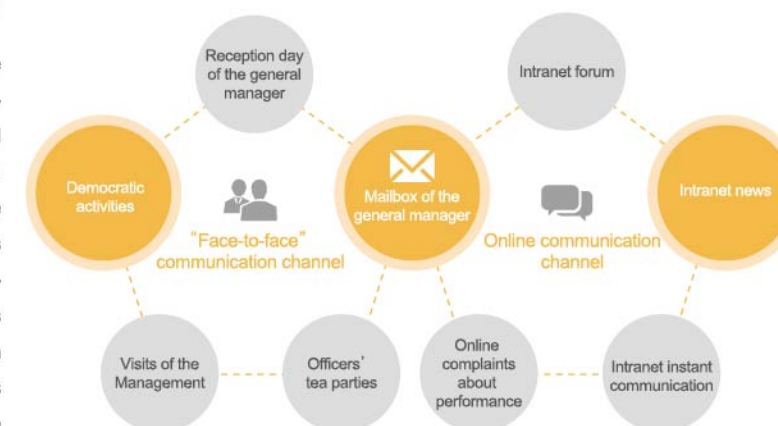 Reception day
of the general
manager
Intranet forum
Democratic
activities
Mailbox of the
general manager
Intranet news
"Face-to-face"
communication channel
Online communication
channel
Visits of the
Management
Officers'
tea parties
Online
complaints
about
performance
Intranet instant
communication